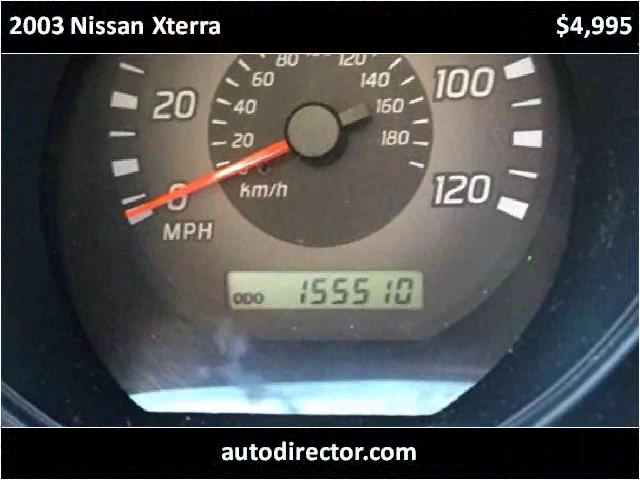 2003 Nissan Xterra $4,995
80 120
60 140 100
20 40 160
20 180
0 0 km/h 120
MPH
ODO 155510
autodirector.com